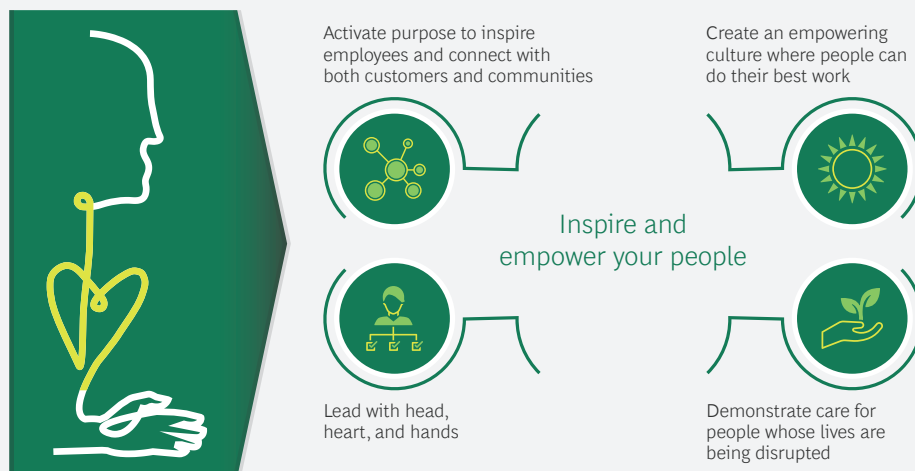 Activate purpose to inspire
employees and connect with
both customers and communities
Create an empowering
culture where people can
do their best work
Inspire and
empower your people
Lead with head,
heart, and hands
Demonstrate care for
people whose lives are
being disrupted